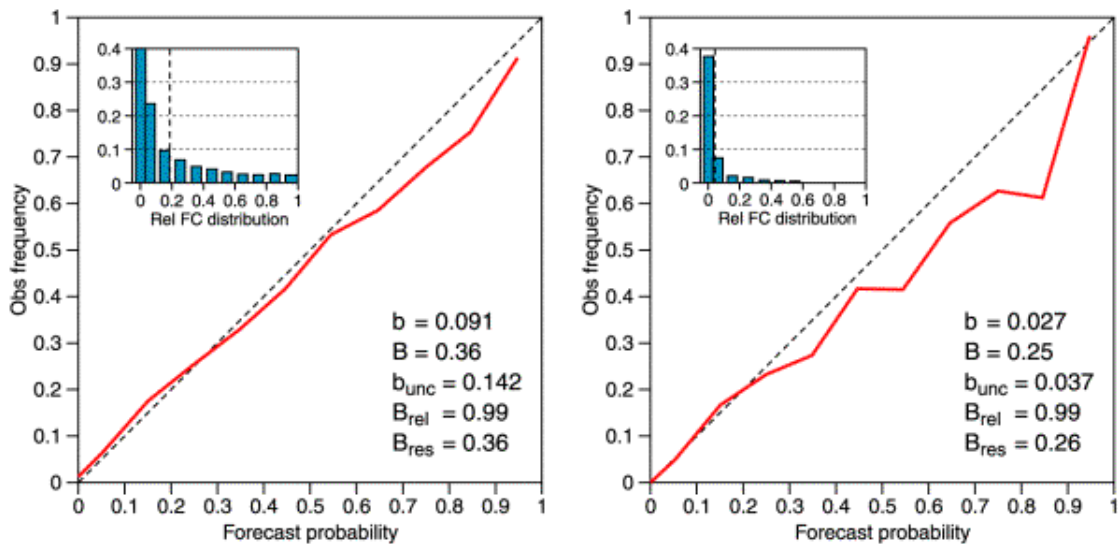 1
0.9
0.8
0.7
0.6
0.5
0.4
0.3
0.2
0.1
0
Obs frequency
0 0.1 0.2 0.3 0.4 0.5 0.6 0.7 0.8 0.9 1
Forecast probability
0.4
0.3
0.2
0.1
0
0 0.2 0.4 0.6 0.8 1
Rel FC distribution
b = 0.091
B = 0.36
bunc = 0.142
Brel = 0.99
Bres = 0.36
1
0.9
0.8
0.7
0.6
0.5
0.4
0.3
0.2
0.1
0
Obs frequency
0 0.1 0.2 0.3 0.4 0.5 0.6 0.7 0.8 0.9 1
Forecast probability
0.4
0.3
0.2
0.1
0
0 0.2 0.4 0.6 0.8 1
Rel FC distribution
b = 0.027
B = 0.25
bunc = 0.037
Brel = 0.99
Bres = 0.26